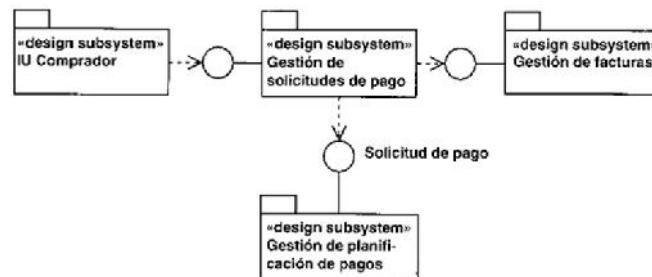 «design subsystem»
IU Comprador
«design subsystem»
Gestión de
solicitudes de pago
«design subsystem»
Gestión de facturas
Solicitud de pago
«design subsystem»
Gestión de planifi-
cación de pagos